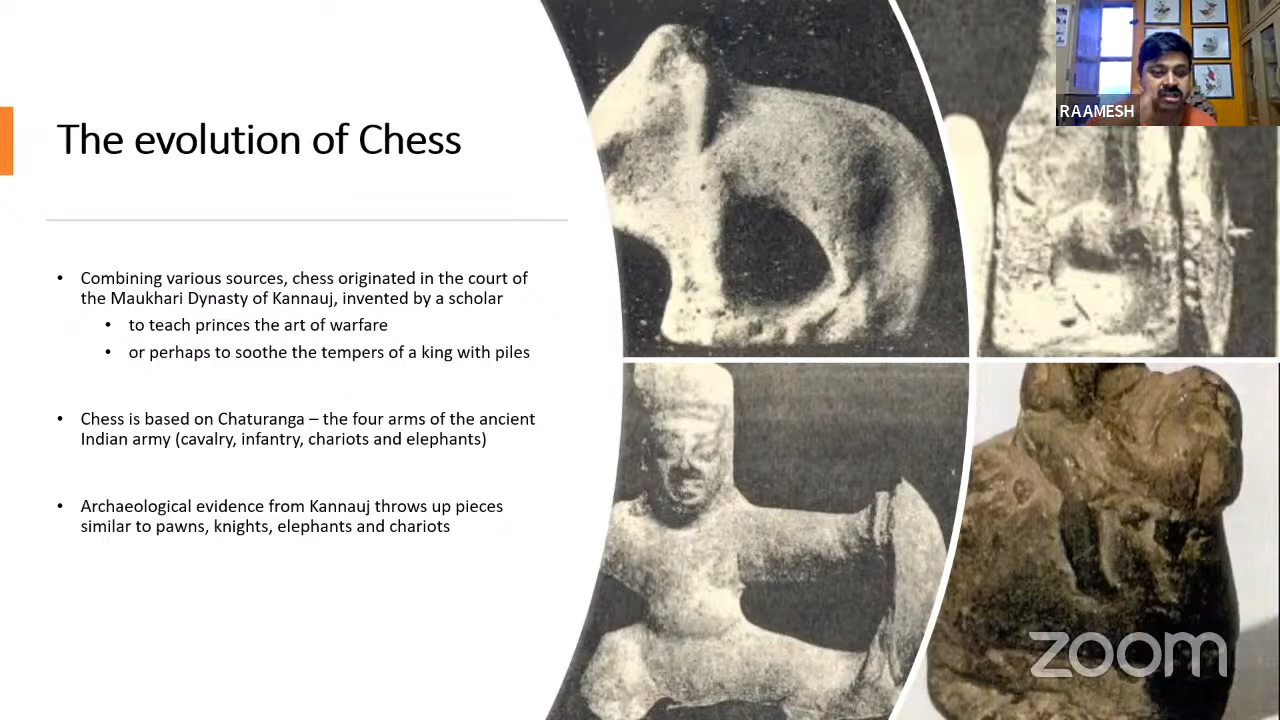 RAAMESH
The evolution of Chess
• Combining various sources, chess originated in the court of
the Maukhari Dynasty of Kannauj, invented by a scholar
• to teach princes the art of warfare
• or perhaps to soothe the tempers of a king with piles
• Chess is based on Chaturanga – the four arms of the ancient
Indian army (cavalry, infantry, chariots and elephants)
• Archaeological evidence from Kannauj throws up pieces
similar to pawns, knights, elephants and chariots
zoom